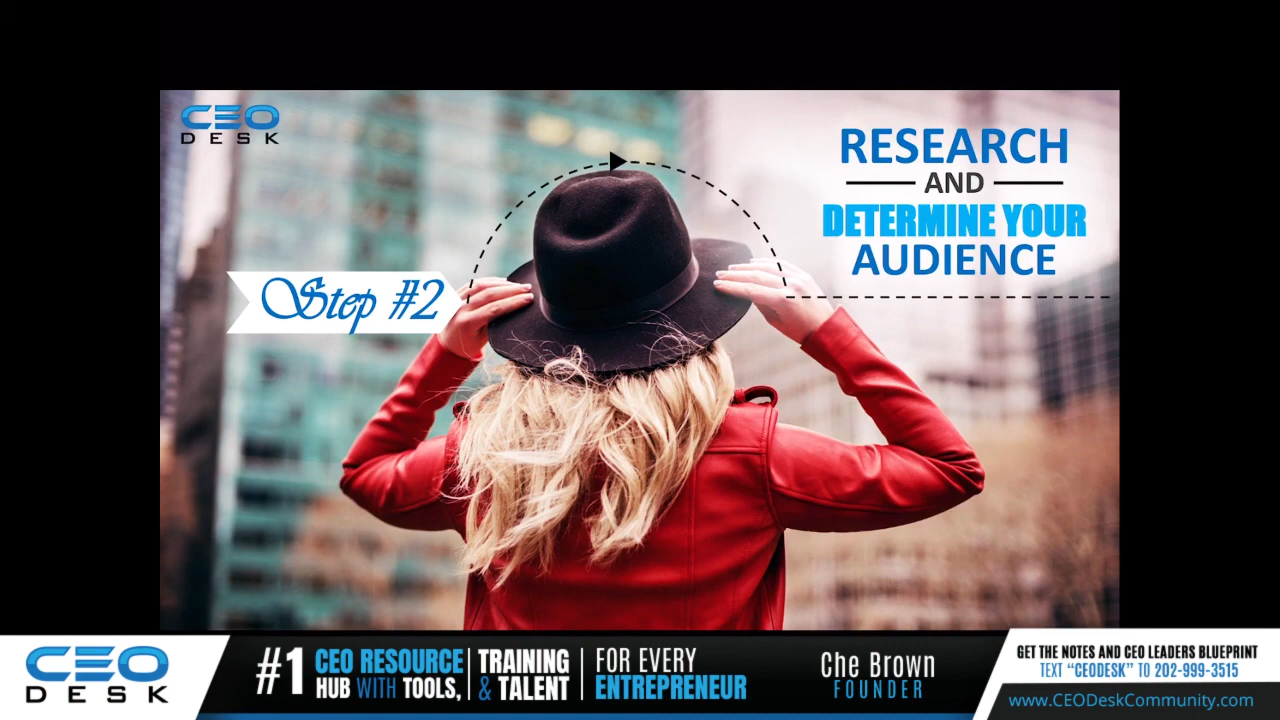 CEO
DESK
RESEARCH
AND
DETERMINE YOUR
AUDIENCE
Step #2
CEO
DESK
#1 CEO RESOURCE
HUB WITH TOOLS,
TRAINING
& TALENT
FOR EVERY
ENTREPRENEUR
Che Brown
FOUNDER
GET THE NOTES AND CEO LEADERS BLUEPRINT
TEXT “CEODESK” TO 202-999-3515
www.CEODeskCommunity.com